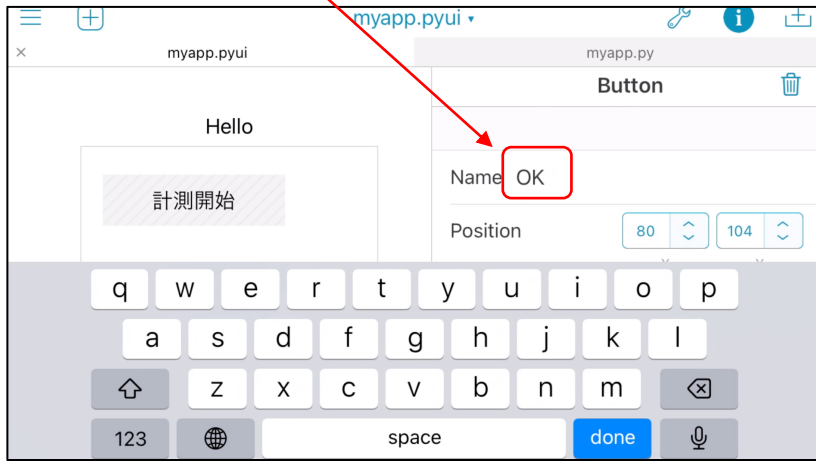 myapp.pyui ▾
myapp.pyui
myapp.py
Button
Hello
Name OK
計測開始
Position 80 104
q w e r t y u i o p
a s d f g h j k l
z x c v b n m
123 space done